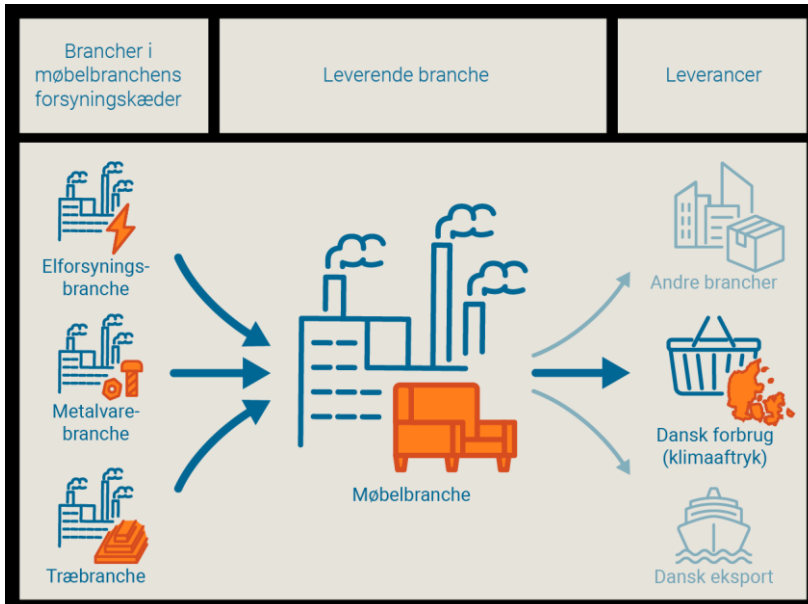 Brancher i
møbelbranchens
forsyningskæder
Leverende branche
Leverancer
Elforsynings-
branche
Metalvare-
branche
Træbranche
Møbelbranche
Andre brancher
Dansk forbrug
(klimaaftryk)
Dansk eksport